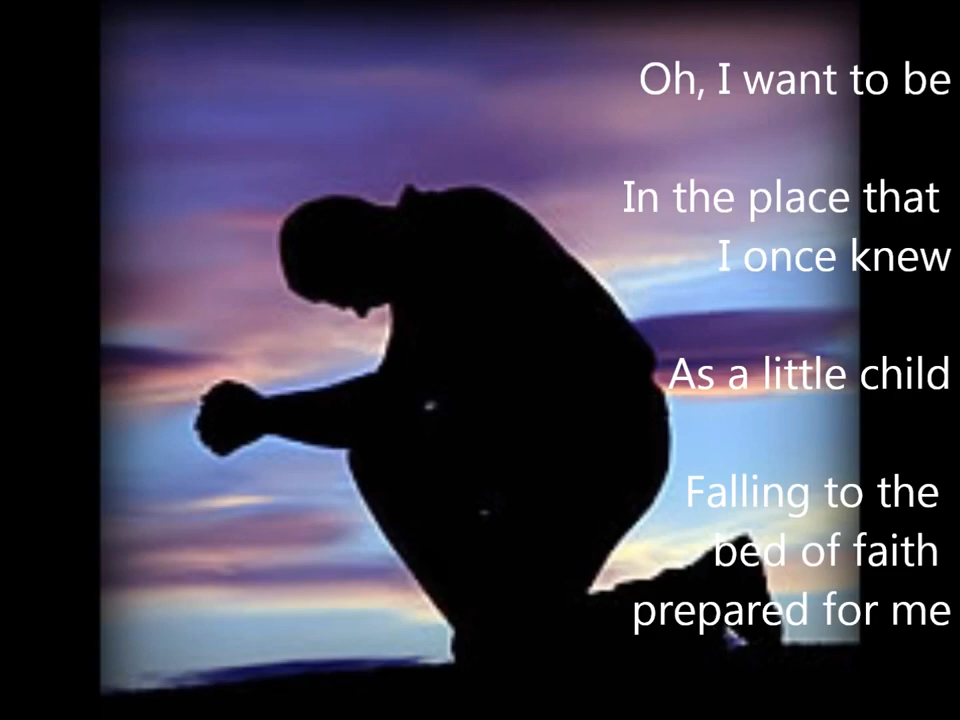 Oh, I want to be
In the place that
I once knew
As a little child
Falling to the
bed of faith
prepared for me